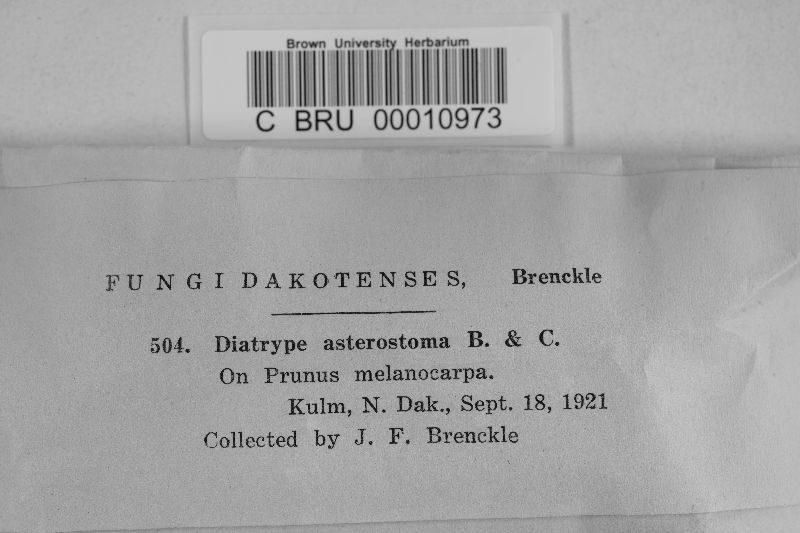 Brown University Herbarium
C BRU 00010973
FUNGI DAKOTENSES, Brenckle
504. Diatrype asterostoma B. & C.
On Prunus melanocarpa.
Kulm, N. Dak., Sept. 18, 1921
Collected by J. F. Brenckle